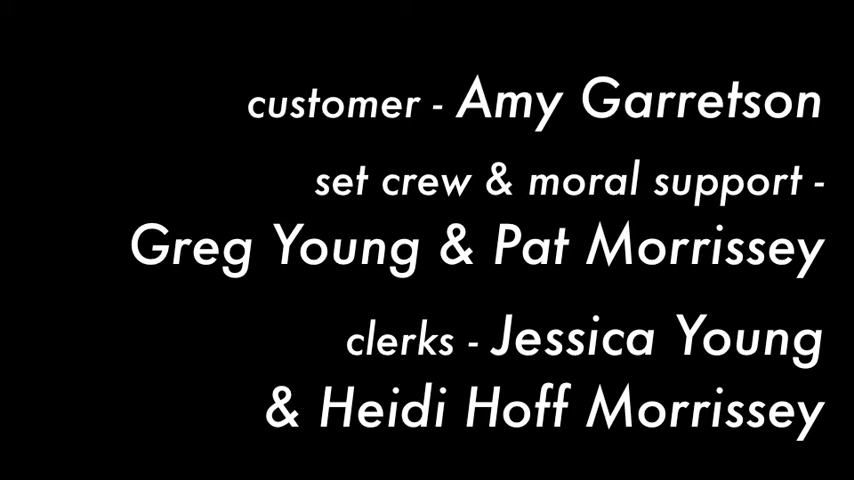 customer - Amy Garretson
set crew & moral support -
Greg Young & Pat Morrissey
clerks - Jessica Young
& Heidi Hoff Morrissey